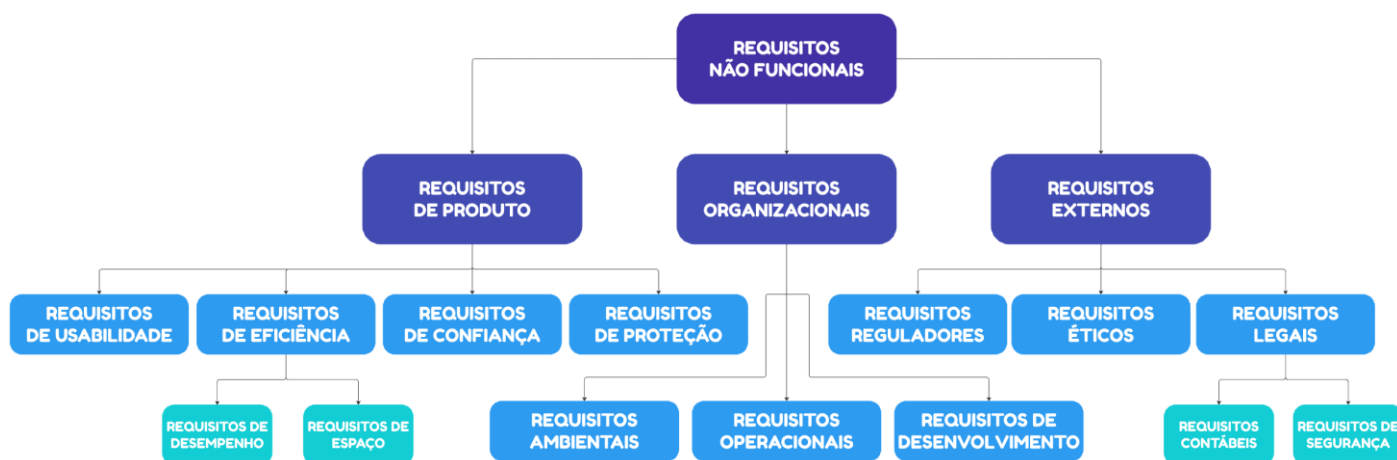 REQUISITOS
NÃO FUNCIONAIS
REQUISITOS
DE PRODUTO
REQUISITOS
ORGANIZACIONAIS
REQUISITOS
EXTERNOS
REQUISITOS
DE USABILIDADE
REQUISITOS
DE EFICIÊNCIA
REQUISITOS
DE CONFIANÇA
REQUISITOS
DE PROTEÇÃO
REQUISITOS
REGULADORES
REQUISITOS
ÉTICOS
REQUISITOS
LEGAIS
REQUISITOS DE
DESEMPENHO
REQUISITOS DE
ESPAÇO
REQUISITOS
AMBIENTAIS
REQUISITOS
OPERACIONAIS
REQUISITOS DE
DESENVOLVIMENTO
REQUISITOS
CONTÁBEIS
REQUISITOS DE
SEGURANÇA